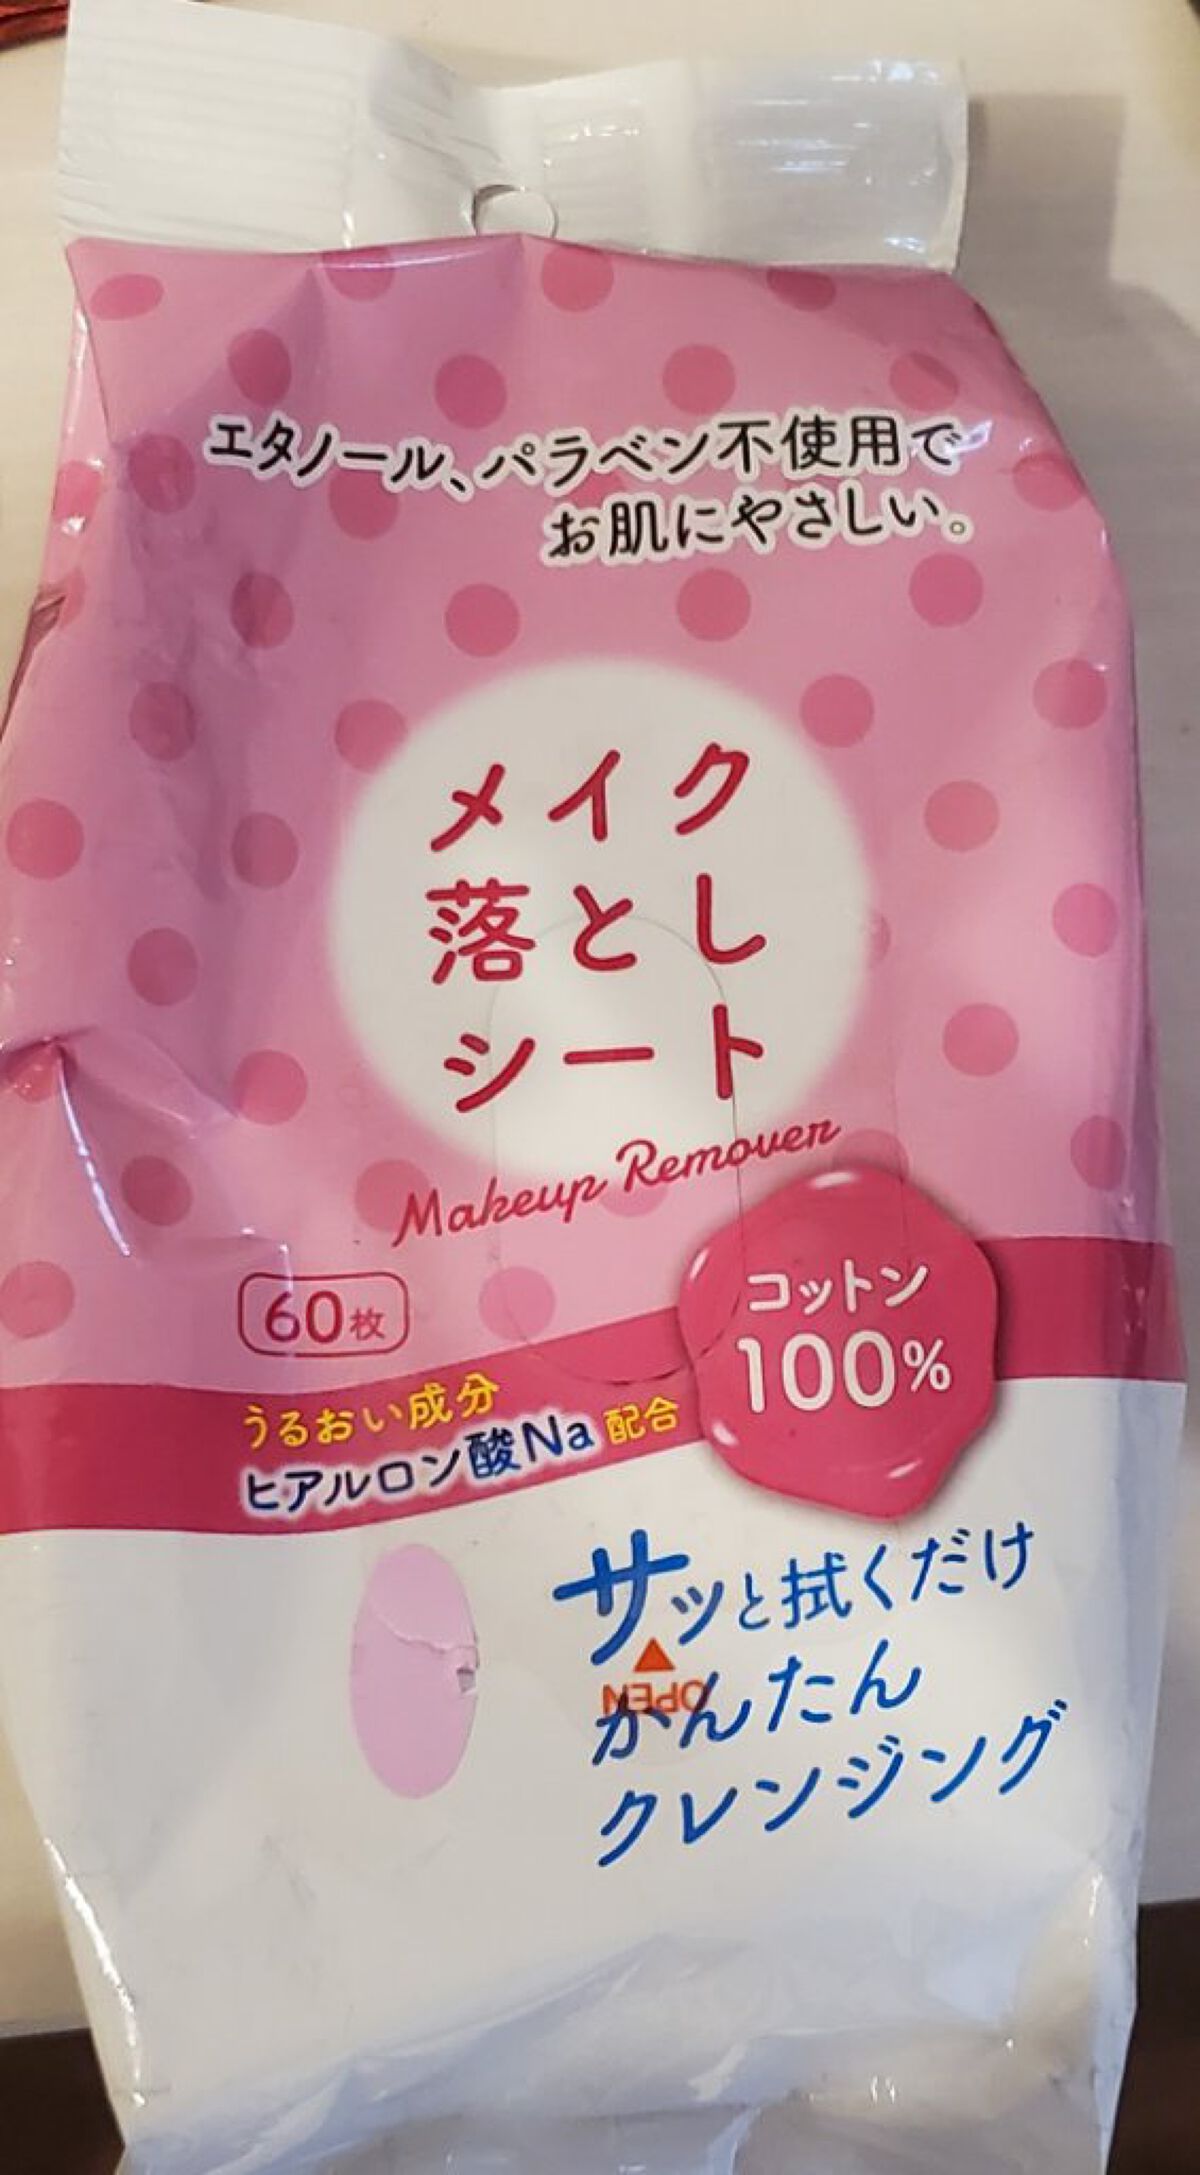 エタノール、パラベン不使用で
お肌にやさしい。
メイク
落とし
シート
Makeup Remover
60枚
コットン
100%
うるおい成分
ヒアルロン酸Na配合
サッと拭くだけ
OPEN
かんたん
クレンジング